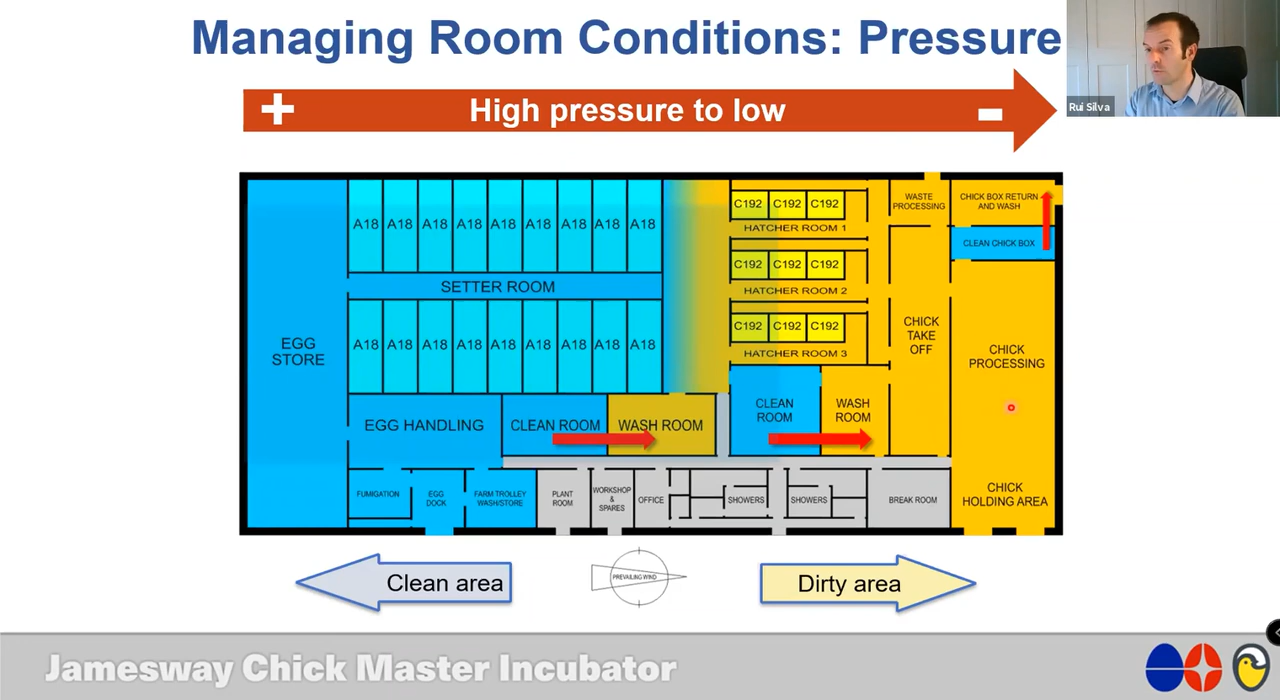 Managing Room Conditions: Pressure
Rui Silva
+ High pressure to low -
A18 A18 A18 A18 A18 A18 A18 A18 A18
SETTER ROOM
A18 A18 A18 A18 A18 A18 A18 A18 A18
EGG
STORE
EGG HANDLING
CLEAN ROOM
WASH ROOM
C192 C192 C192
HATCHER ROOM 1
C192 C192 C192
HATCHER ROOM 2
C192 C192 C192
HATCHER ROOM 3
CLEAN
ROOM
WASH
ROOM
WASTE
PROCESSING
CHICK BOX RETURN
AND WASH
CLEAN CHICK BOX
CHICK
TAKE
OFF
CHICK
PROCESSING
CHICK
HOLDING AREA
FUMIGATION
EGG
DOCK
FARM TROLLEY
WASH/STORE
PLANT
ROOM
WORKSHOP
&
SPARES
OFFICE
SHOWERS
SHOWERS
BREAK ROOM
Clean area
PREVAILING WIND
Dirty area
Jamesway Chick Master Incubator